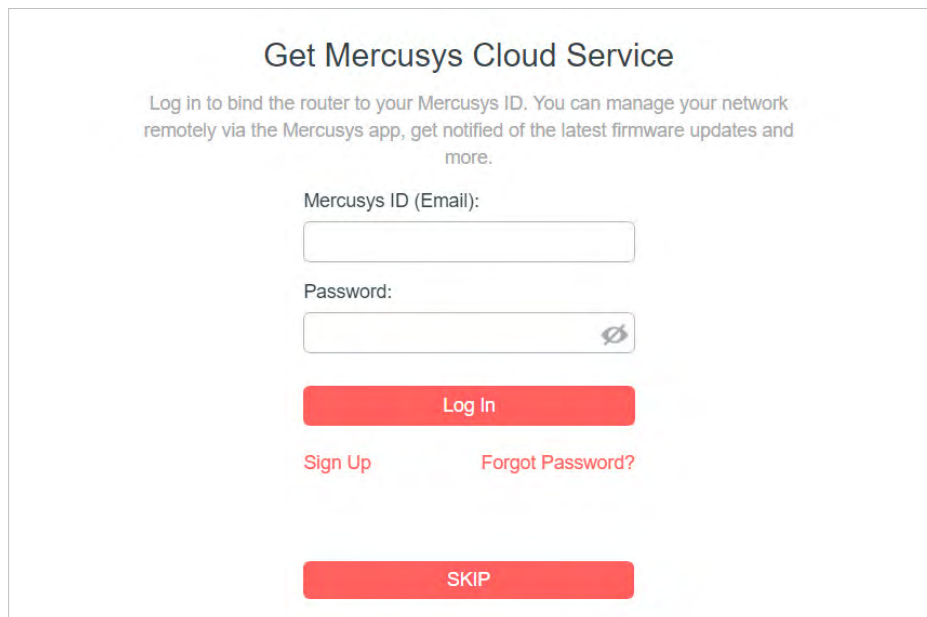 Get Mercusys Cloud Service
Log in to bind the router to your Mercusys ID. You can manage your network
remotely via the Mercusys app, get notified of the latest firmware updates and
more.
Mercusys ID (Email):
Password:
Log In
Sign Up Forgot Password?
SKIP